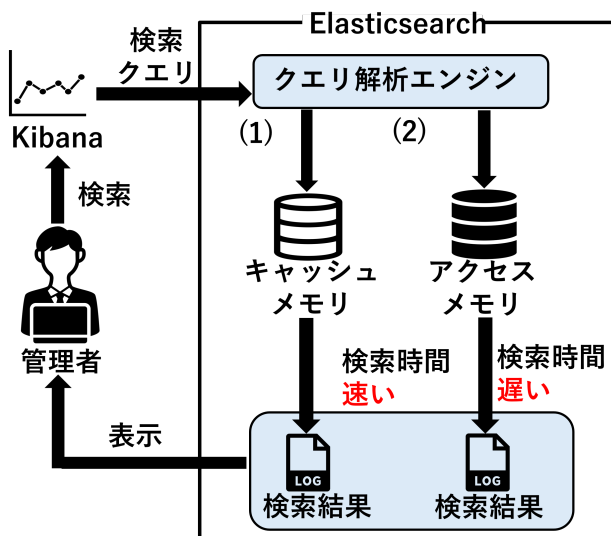 Elasticsearch
検索
クエリ
クエリ解析エンジン
(1)
(2)
Kibana
検索
キャッシュ
メモリ
アクセス
メモリ
管理者
検索時間
速い
検索時間
遅い
表示
LOG
検索結果
LOG
検索結果